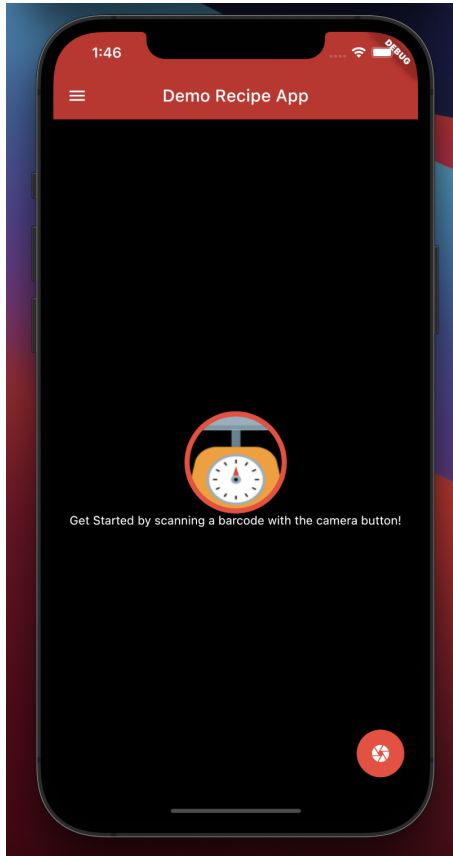 1:46
DEBUG
Demo Recipe App
Get Started by scanning a barcode with the camera button!